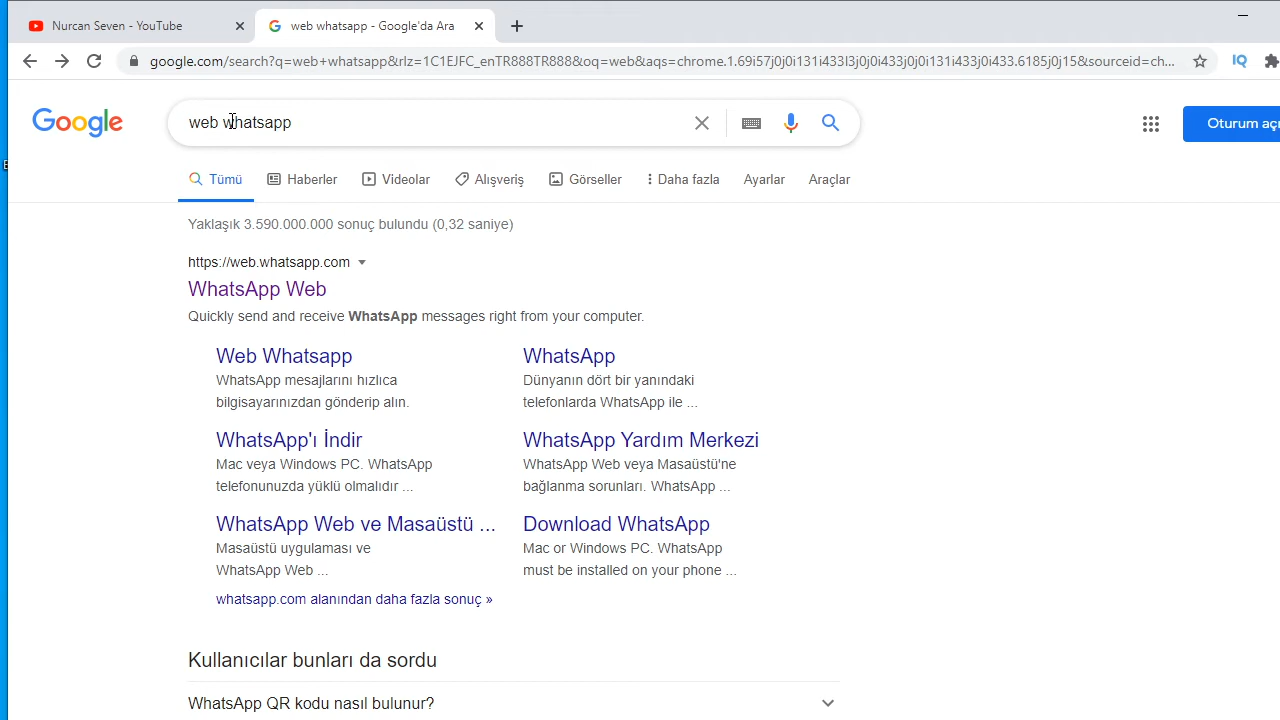 Nurcan Seven - YouTube
web whatsapp - Google'da Ara
google.com/search?q=web+whatsapp&rlz=1C1EJFC_enTR888TR888&oq=web&aqs=chrome.1.69i57j0j0i131i433l3j0j0i433j0j0i131i433j0i433.6185j0j15&sourceid=ch...
IQ
Google
web whatsapp
Oturum açı
Tümü
Haberler
Videolar
Alışveriş
Görseller
Daha fazla
Ayarlar
Araçlar
Yaklaşık 3.590.000.000 sonuç bulundu (0,32 saniye)
https://web.whatsapp.com
WhatsApp Web
Quickly send and receive WhatsApp messages right from your computer.
Web Whatsapp
WhatsApp mesajlarını hızlıca
bilgisayarınızdan gönderip alın.
WhatsApp
Dünyanın dört bir yanındaki
telefonlarda WhatsApp ile ...
WhatsApp'ı İndir
Mac veya Windows PC. WhatsApp
telefonunuzda yüklü olmalıdır ...
WhatsApp Yardım Merkezi
WhatsApp Web veya Masaüstü'ne
bağlanma sorunları. WhatsApp ...
WhatsApp Web ve Masaüstü ...
Masaüstü uygulaması ve
WhatsApp Web ...
Download WhatsApp
Mac or Windows PC. WhatsApp
must be installed on your phone ...
whatsapp.com alanından daha fazla sonuç »
Kullanıcılar bunları da sordu
WhatsApp QR kodu nasıl bulunur?